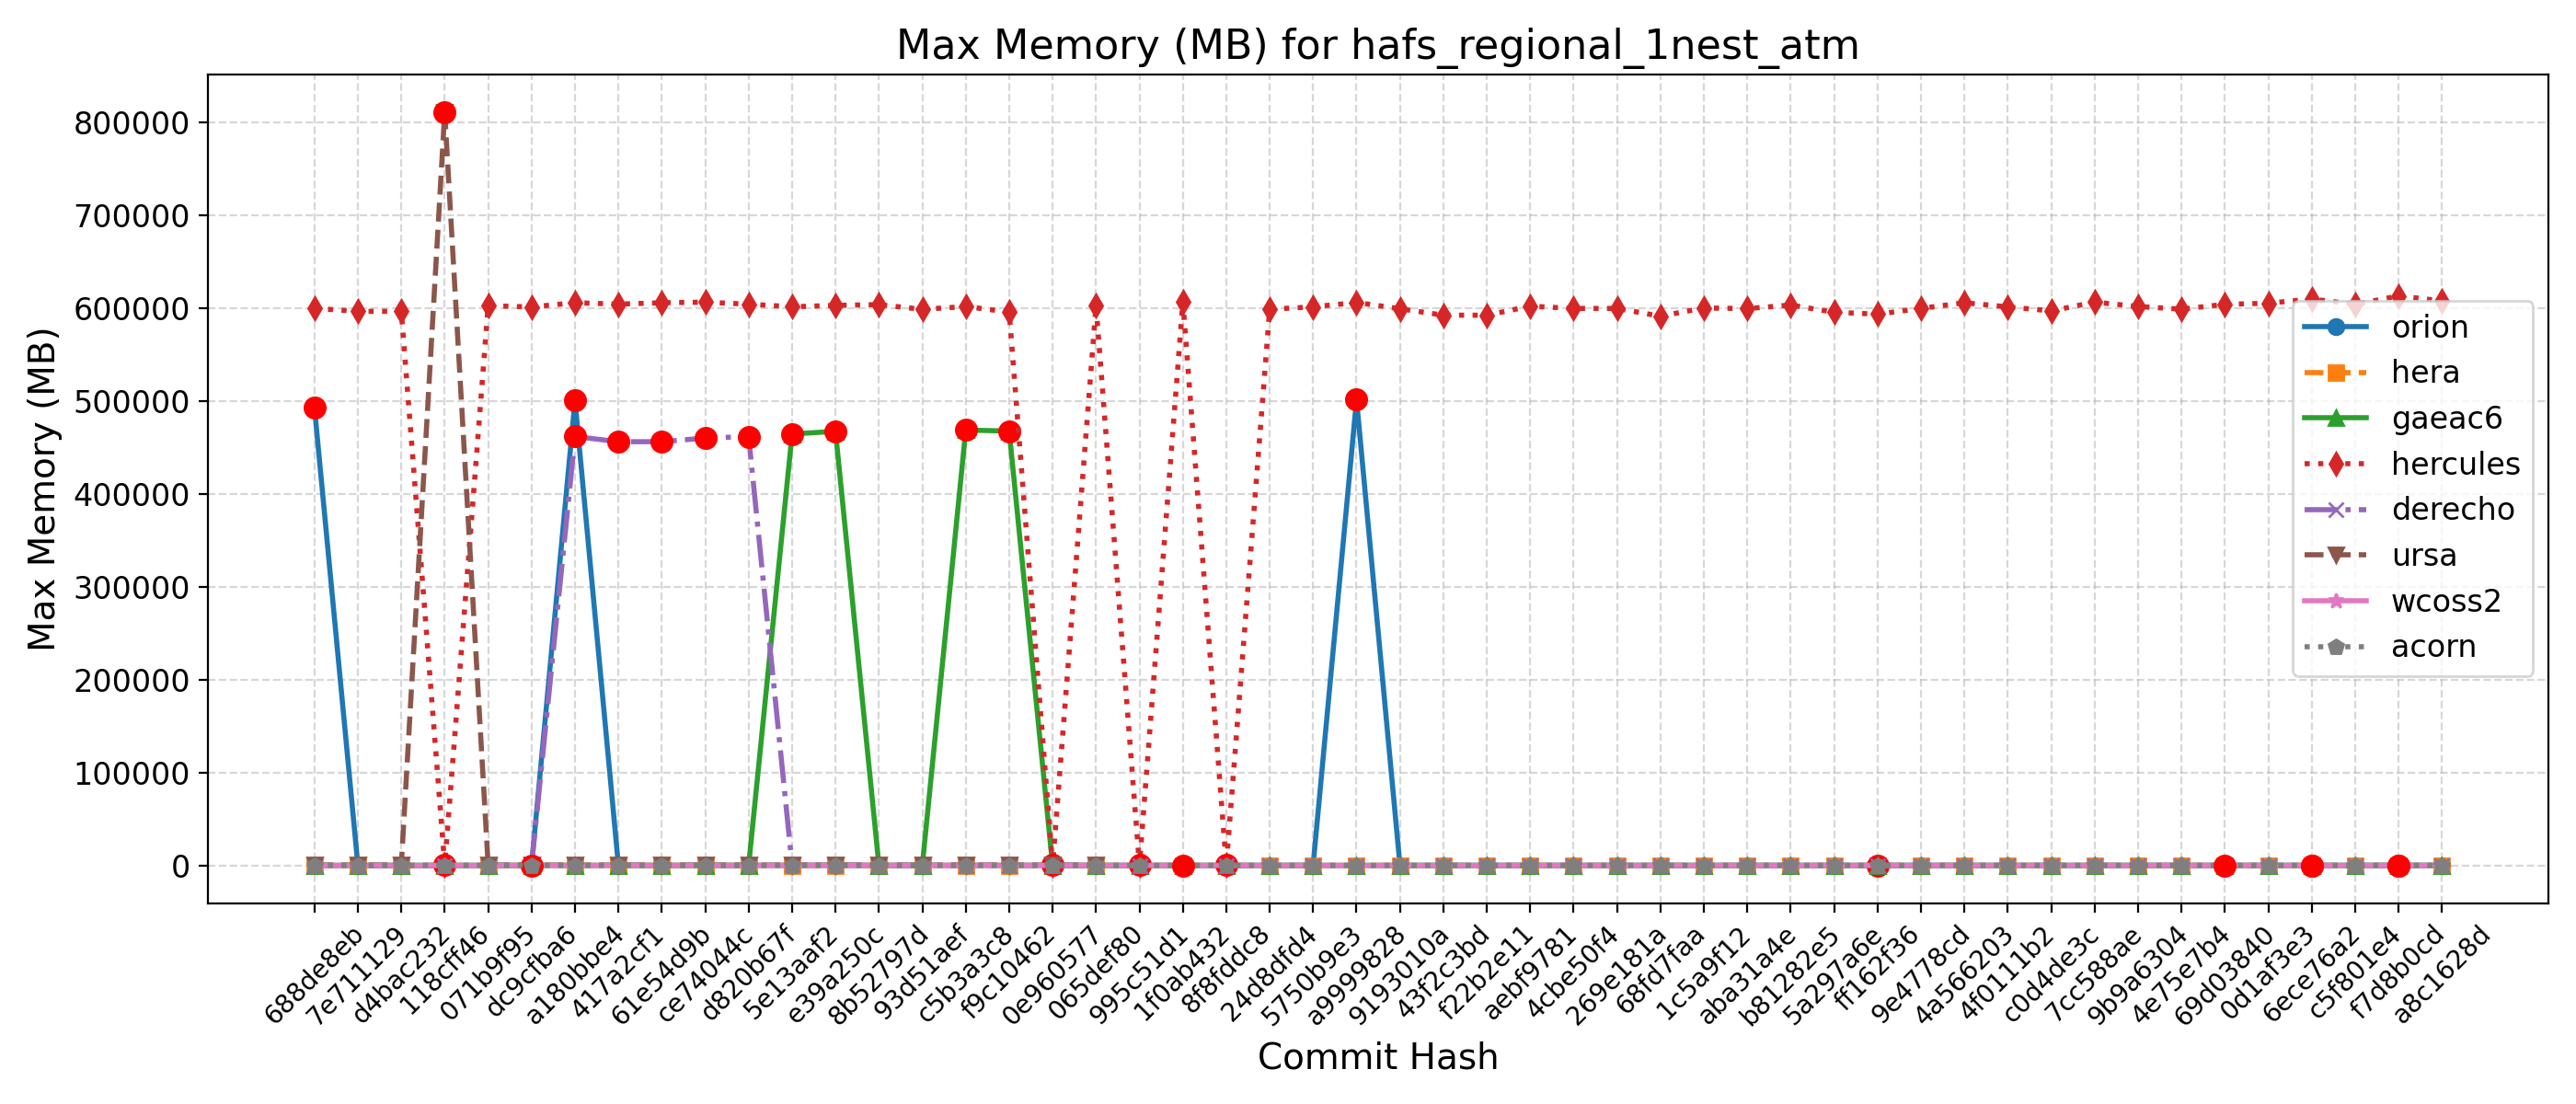 Max Memory (MB) for hafs_regional_1nest_atm
Max Memory (MB)
800000
700000
600000
500000
400000
300000
200000
100000
0
orion
hera
gaeac6
hercules
derecho
ursa
wcoss2
acorn
688de8eb
7e711129
d4bac232
118cff46
071b9f95
dc9cfba6
a180bbe4
417a2cf1
61e54d9b
ce74044c
d820b67f
5e13aaf2
e39a250c
8b52797d
93d51aef
c5b3a3c8
f9c10462
0e960577
065def80
995c51d1
1f0ab432
8f8fddc8
24d8dfd4
5750b9e3
a9999828
9193010a
43f2c3bd
f22b2e11
aebf9781
4cbe50f4
269e181a
68fd7faa
1c5a9f12
aba31a4e
b81282e5
5a297a6e
ff162f36
9e4778cd
4a566203
4f0111b2
c0d4de3c
7cc588ae
9b9a6304
4e75e7b4
69d03840
0d1af3e3
6ece76a2
c5f801e4
f7d8b0cd
a8c1628d
Commit Hash